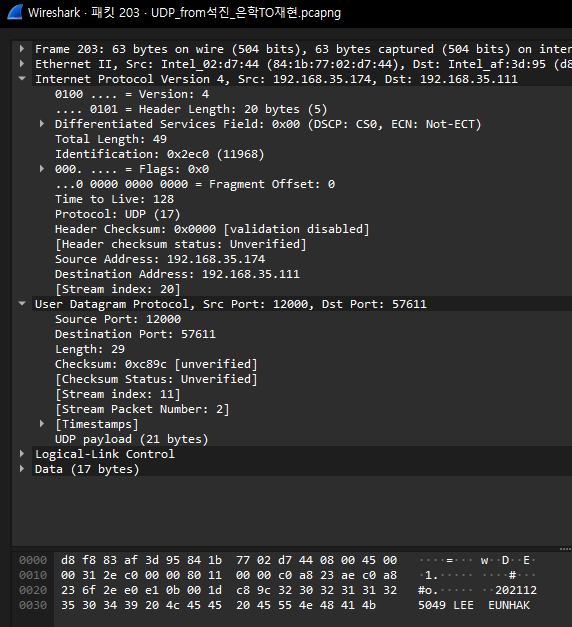 Wireshark · 패킷 203 · UDP_from석진_은학TO재현.pcapng
Frame 203: 63 bytes on wire (504 bits), 63 bytes captured (504 bits) on inter
Ethernet II, Src: Intel_02:d7:44 (84:1b:77:02:d7:44), Dst: Intel_af:3d:95 (d8
Internet Protocol Version 4, Src: 192.168.35.174, Dst: 192.168.35.111
0100 .... = Version: 4
.... 0101 = Header Length: 20 bytes (5)
Differentiated Services Field: 0x00 (DSCP: CS0, ECN: Not-ECT)
Total Length: 49
Identification: 0x2ec0 (11968)
000. .... = Flags: 0x0
...0 0000 0000 0000 = Fragment Offset: 0
Time to Live: 128
Protocol: UDP (17)
Header Checksum: 0x0000 [validation disabled]
[Header checksum status: Unverified]
Source Address: 192.168.35.174
Destination Address: 192.168.35.111
[Stream index: 20]
User Datagram Protocol, Src Port: 12000, Dst Port: 57611
Source Port: 12000
Destination Port: 57611
Length: 29
Checksum: 0xc89c [unverified]
[Checksum Status: Unverified]
[Stream index: 11]
[Stream Packet Number: 2]
[Timestamps]
UDP payload (21 bytes)
Logical-Link Control
Data (17 bytes)
0000 d8 f8 83 af 3d 95 84 1b 77 02 d7 44 08 00 45 00 ····=··· w··D··E·
0010 00 31 2e c0 00 00 80 11 00 00 c0 a8 23 ae c0 a8 ·1.····· ····#···
0020 23 6f 2e e0 e1 0b 00 1d c8 9c 32 30 32 31 31 32 #o.····· ··202112
0030 35 30 34 39 20 4c 45 45 20 45 55 4e 48 41 4b 5049 LEE EUNHAK